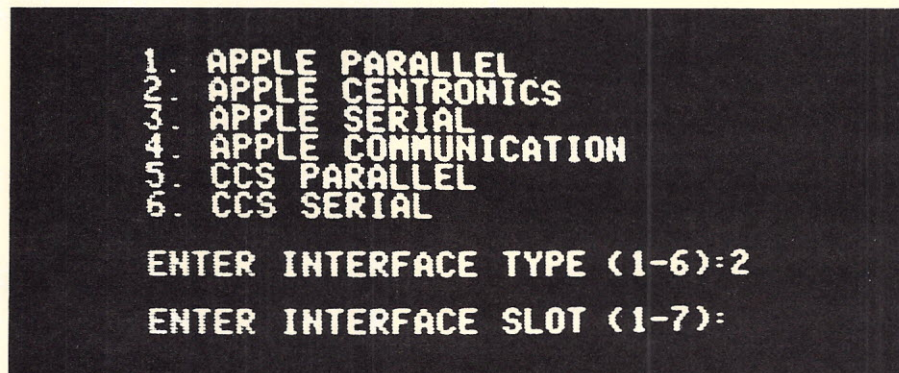 1. APPLE PARALLEL
2. APPLE CENTRONICS
3. APPLE SERIAL
4. APPLE COMMUNICATION
5. CCS PARALLEL
6. CCS SERIAL
ENTER INTERFACE TYPE (1-6):2
ENTER INTERFACE SLOT (1-7):